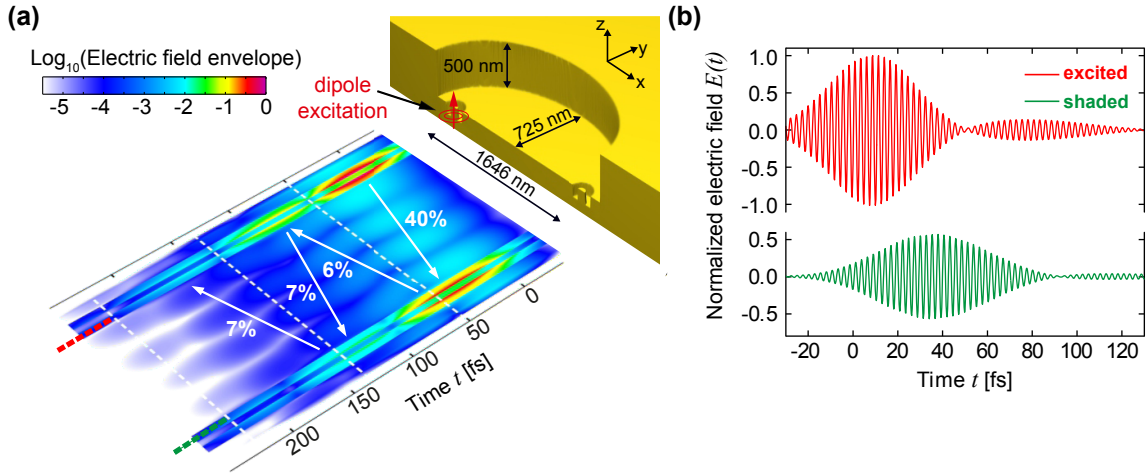 (a)
Log10(Electric field envelope)
-5 -4 -3 -2 -1 0
dipole
excitation
500 nm
z
y
x
725 nm
1646 nm
40%
6%
7%
7%
0
50
100
150
200
Time t [fs]
(b)
Normalized electric field E(t)
1.0
0.5
0.0
-0.5
-1.0
excited
shaded
0.5
0.0
-0.5
-20 0 20 40 60 80 100 120
Time t [fs]